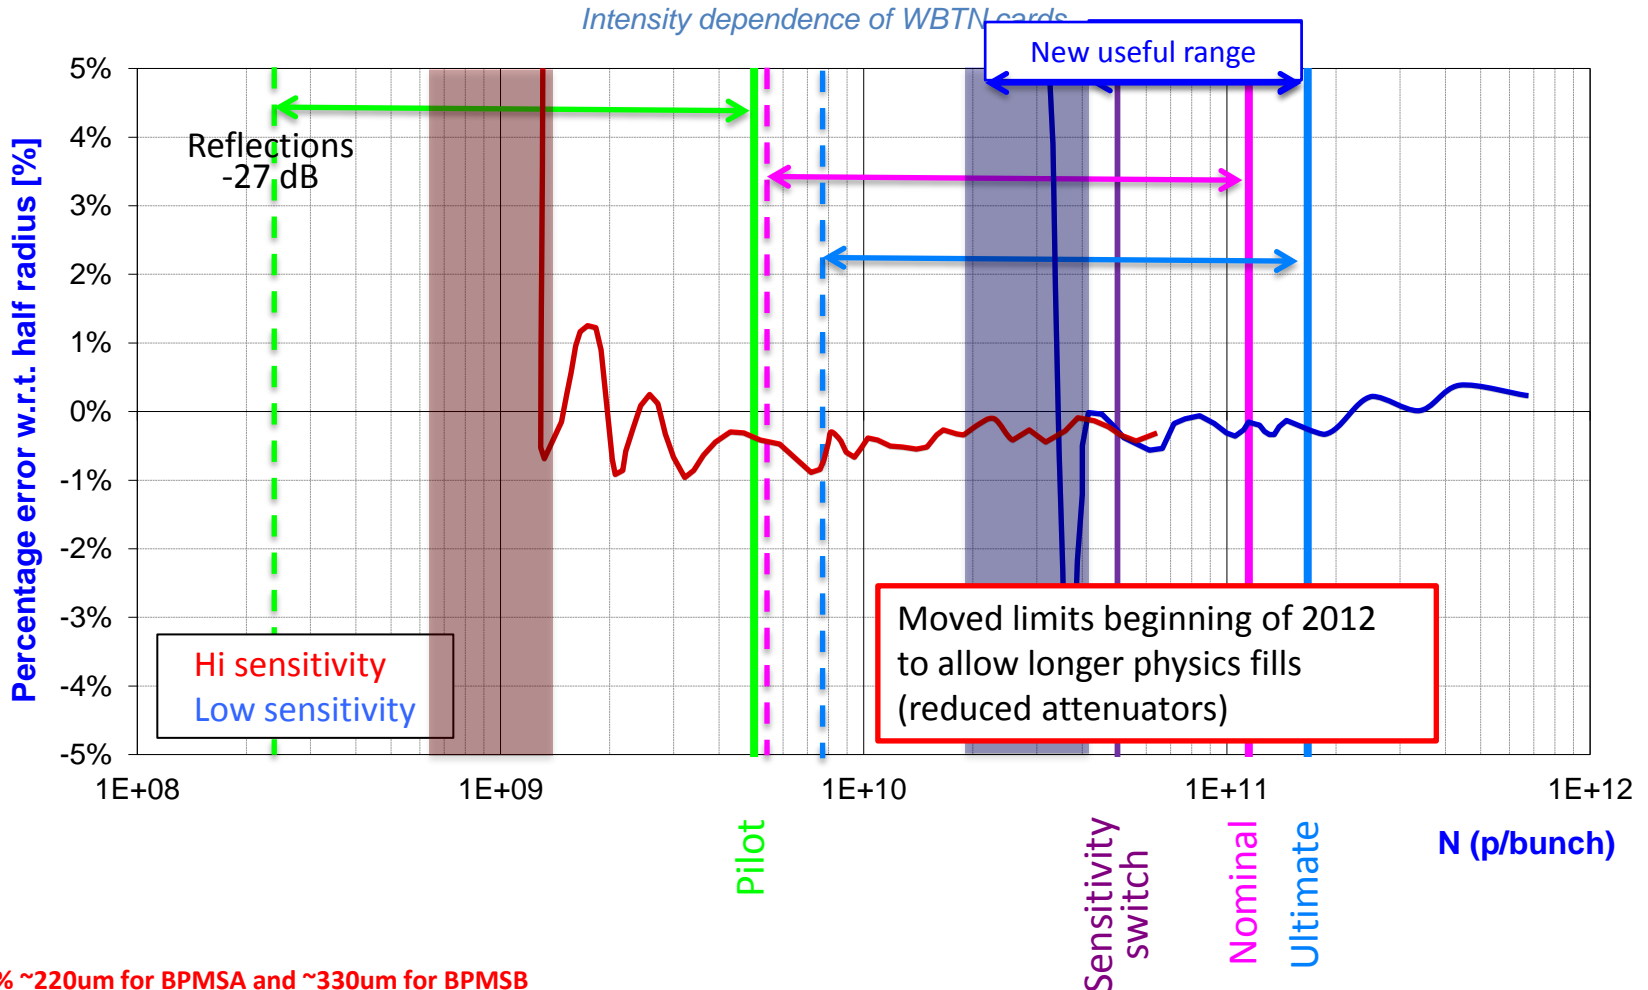 Intensity dependence of WBTN cards
New useful range
5%
4%
3%
2%
1%
0%
-1%
-2%
-3%
-4%
-5%
Percentage error w.r.t. half radius [%]
Reflections
-27 dB
Hi sensitivity
Low sensitivity
Moved limits beginning of 2012
to allow longer physics fills
(reduced attenuators)
1E+08
1E+09
1E+10
1E+11
1E+12
Pilot
Sensitivity
switch
Nominal
Ultimate
N (p/bunch)
% ~220um for BPMSA and ~330um for BPMSB